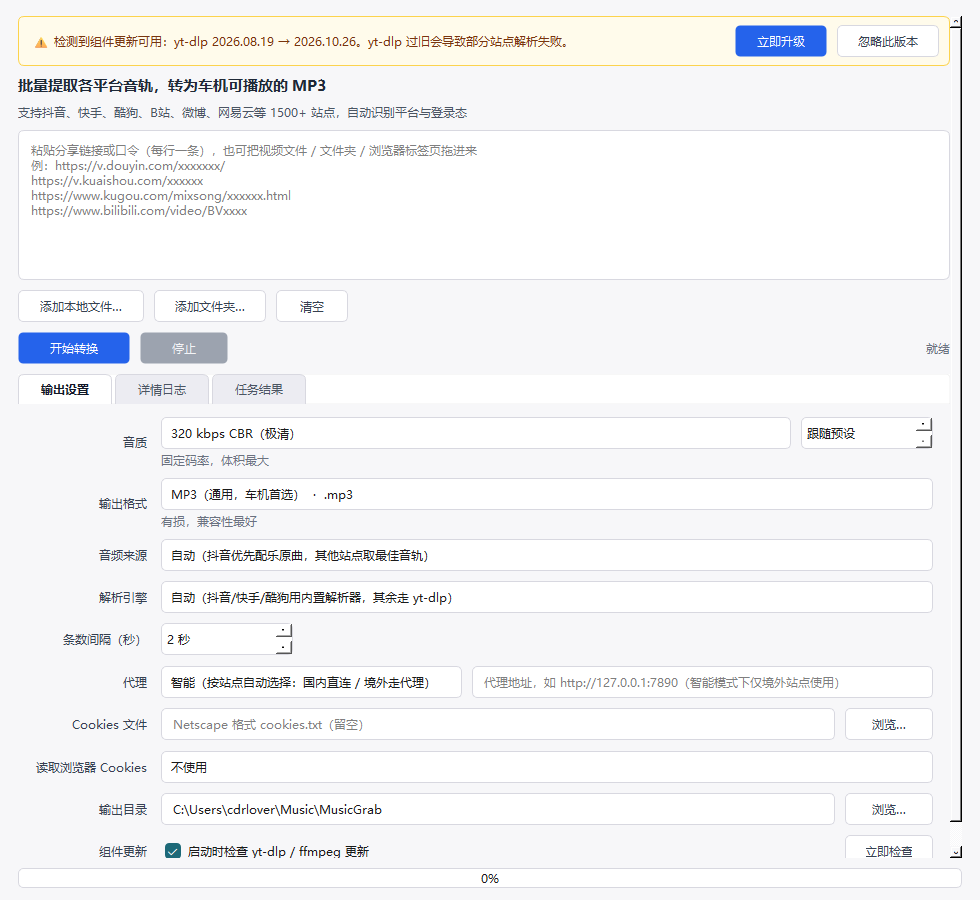 检测到组件更新可用：yt-dlp 2026.08.19 → 2026.10.26。yt-dlp 过旧会导致部分站点解析失败。
立即升级
忽略此版本
批量提取各平台音轨，转为车机可播放的 MP3
支持抖音、快手、酷狗、B站、微博、网易云等 1500+ 站点，自动识别平台与登录态
粘贴分享链接或口令（每行一条），也可把视频文件 / 文件夹 / 浏览器标签页拖进来
例：https://v.douyin.com/xxxxxxx/
https://v.kuaishou.com/xxxxxx
https://www.kugou.com/mixsong/xxxxxx.html
https://www.bilibili.com/video/BVxxxx
添加本地文件...
添加文件夹...
清空
开始转换
停止
就绪
输出设置
详情日志
任务结果
音质
320 kbps CBR（极清）
跟随预设
固定码率，体积最大
输出格式
MP3（通用，车机首选） · .mp3
有损，兼容性最好
音频来源
自动（抖音优先配乐原曲，其他站点取最佳音轨）
解析引擎
自动（抖音/快手/酷狗用内置解析器，其余走 yt-dlp）
条数间隔（秒）
2 秒
代理
智能（按站点自动选择：国内直连 / 境外走代理）
代理地址，如 http://127.0.0.1:7890（智能模式下仅境外站点使用）
Cookies 文件
Netscape 格式 cookies.txt（留空）
浏览...
读取浏览器 Cookies
不使用
输出目录
C:\Users\cdrlover\Music\MusicGrab
浏览...
组件更新
启动时检查 yt-dlp / ffmpeg 更新
立即检查
0%